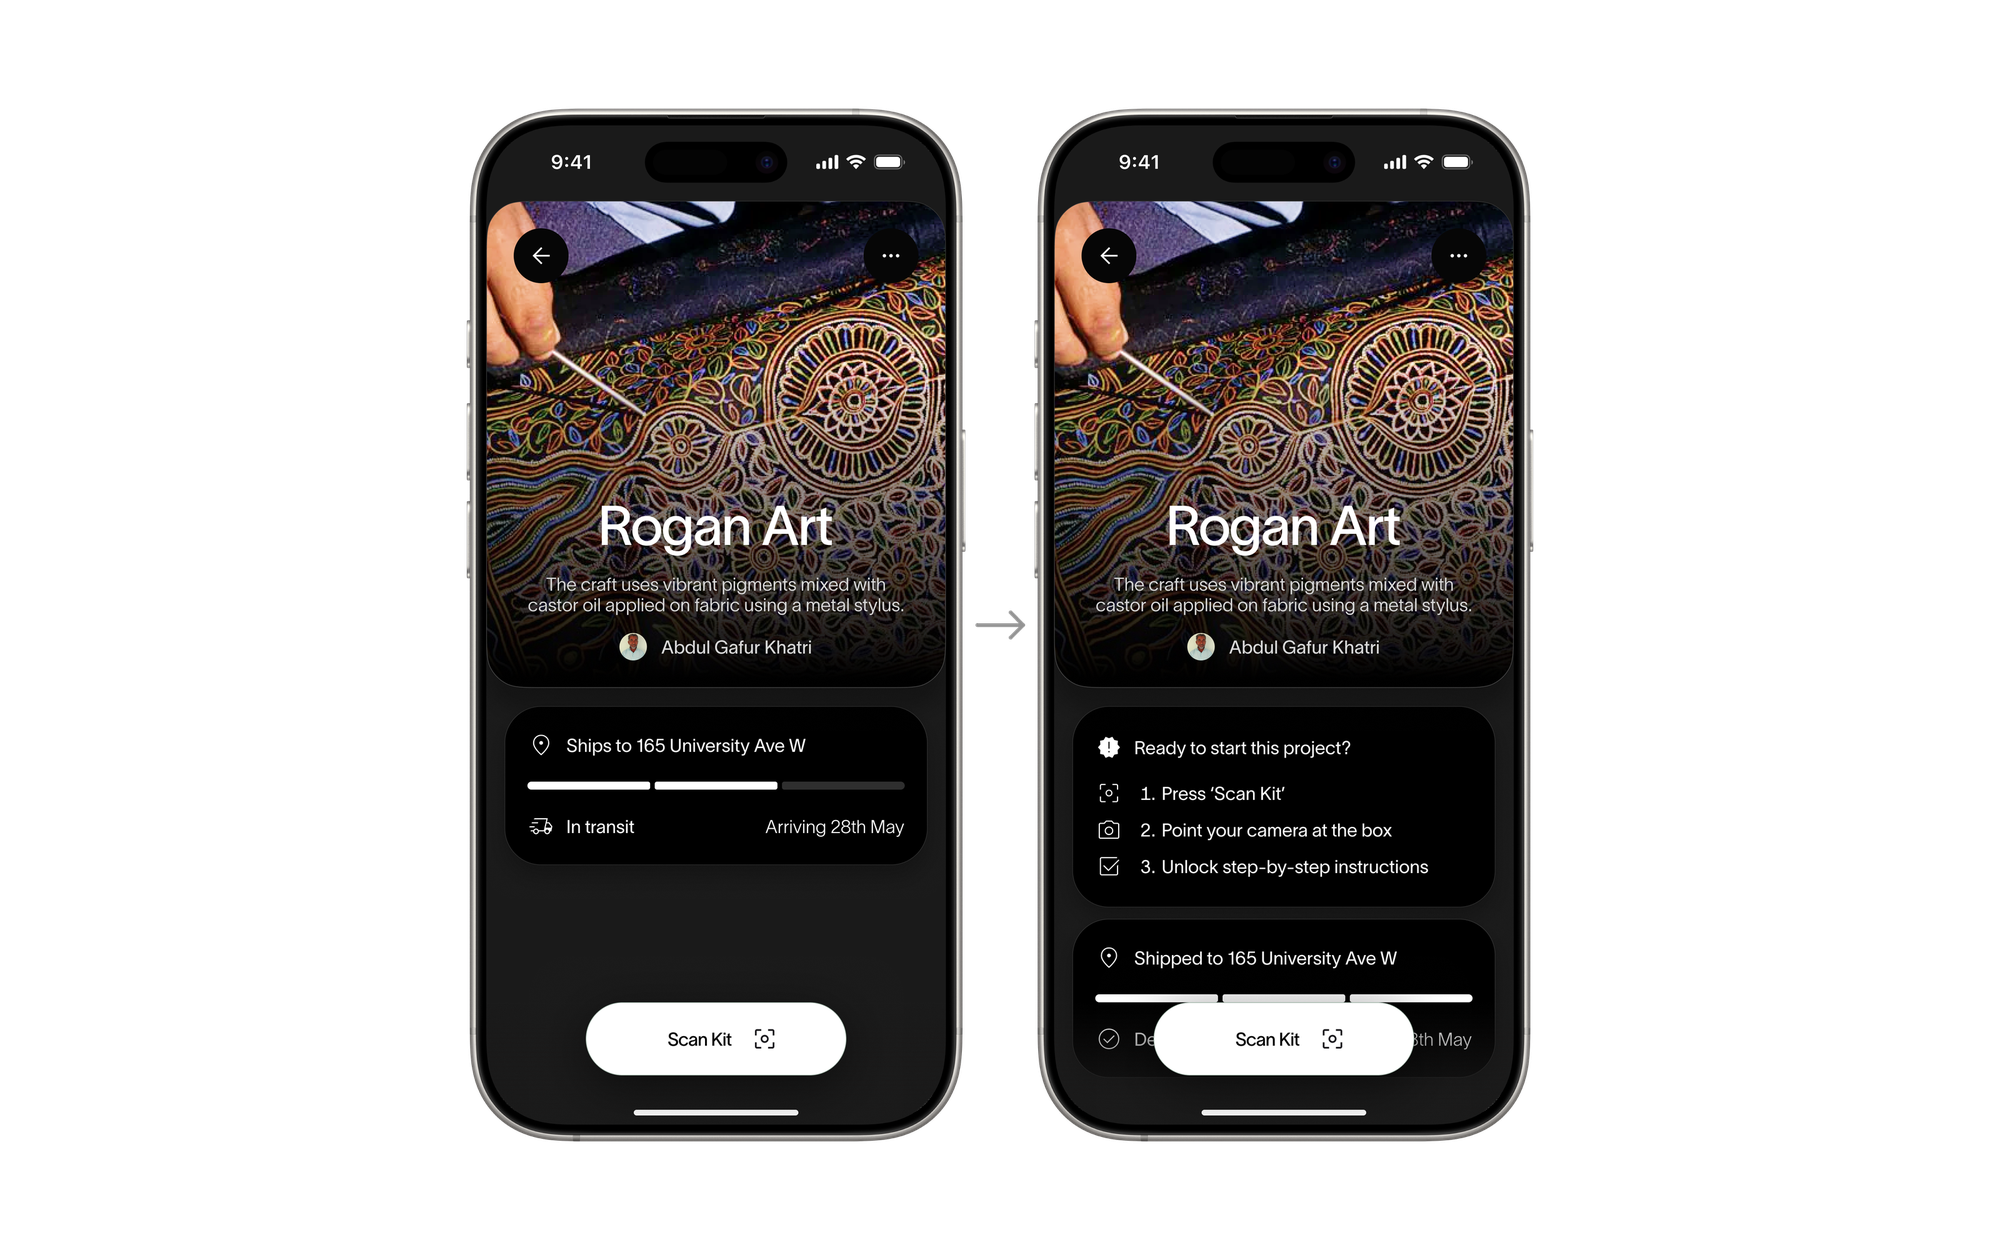 9:41
Rogan Art
The craft uses vibrant pigments mixed with
castor oil applied on fabric using a metal stylus.
Abdul Gafur Khatri
Ships to 165 University Ave W
In transit
Arriving 28th May
Scan Kit
9:41
Rogan Art
The craft uses vibrant pigments mixed with
castor oil applied on fabric using a metal stylus.
Abdul Gafur Khatri
Ready to start this project?
1. Press ‘Scan Kit’
2. Point your camera at the box
3. Unlock step-by-step instructions
Shipped to 165 University Ave W
May
Scan Kit